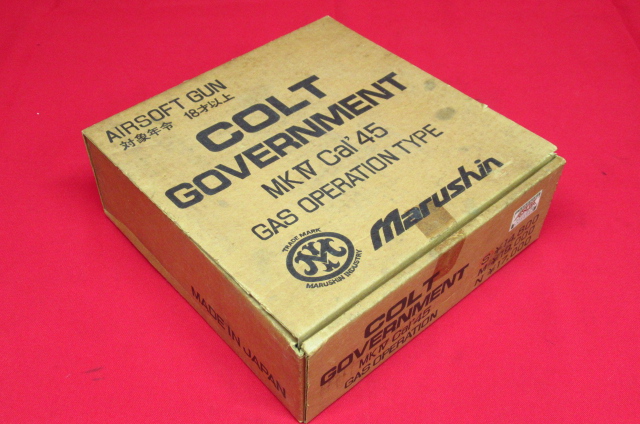 AIRSOFT GUN
対象年令 18才以上
COLT
GOVERNMENT
MK IV Cal' 45
GAS OPERATION TYPE
TRADE MARK
MARUSHIN INDUSTRY
Marushin
COLT
GOVERNMENT
MK IV Cal' 45
GAS OPERATION
MADE IN JAPAN